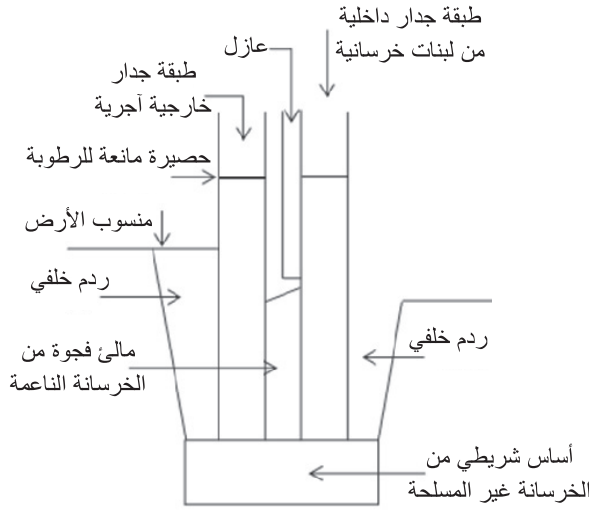 طبقة جدار داخلية
من لبنات خرسانية
عازل
طبقة جدار
خارجية آجرية
حصيرة مانعة للرطوبة
منسوب الأرض
ردم خلفي
ردم خلفي
مالئ فجوة من
الخرسانة الناعمة
أساس شريطي من
الخرسانة غير المسلحة